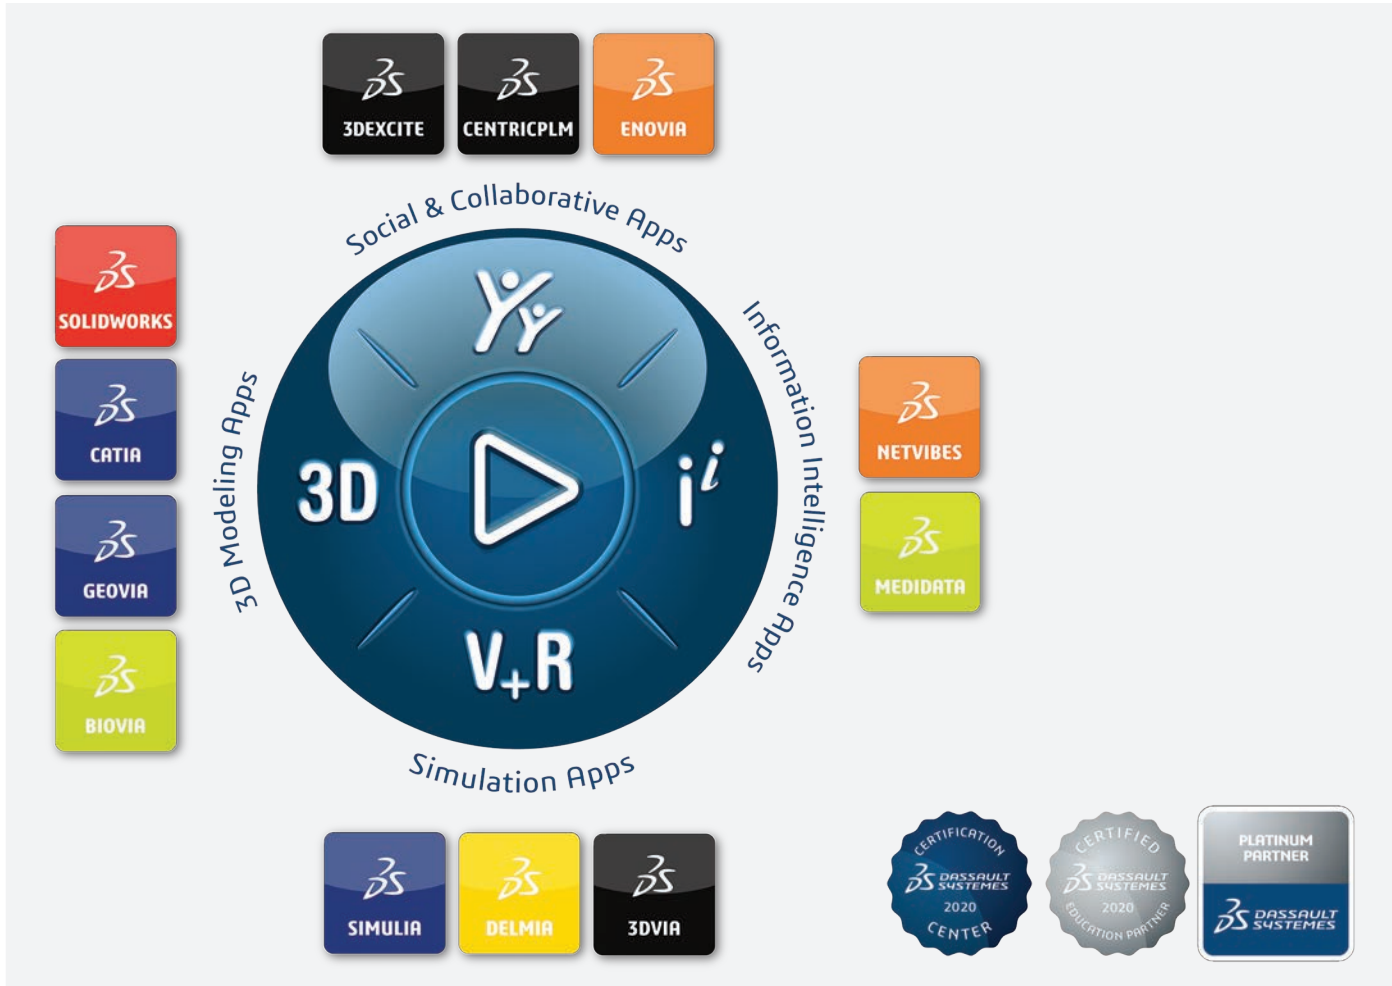 3DEXCITE
CENTRICPLM
ENOVIA
Social & Collaborative Apps
SOLIDWORKS
CATIA
GEOVIA
BIOVIA
3D Modeling Apps
3D
i i
V+R
Information Intelligence Apps
NETVIBES
MEDIDATA
Simulation Apps
SIMULIA
DELMIA
3DVIA
CERTIFICATION
DASSAULT
SYSTEMES
2020
CENTER
CERTIFIED
DASSAULT
SYSTEMES
2020
EDUCATION PARTNER
PLATINUM
PARTNER
DASSAULT
SYSTEMES